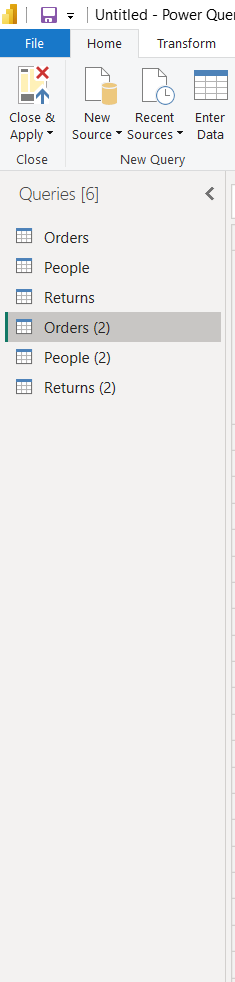 Untitled - Power Que
File Home Transform
Close & Apply
New Source
Recent Sources
Enter Data
Close
New Query
Queries [6]
Orders
People
Returns
Orders (2)
People (2)
Returns (2)